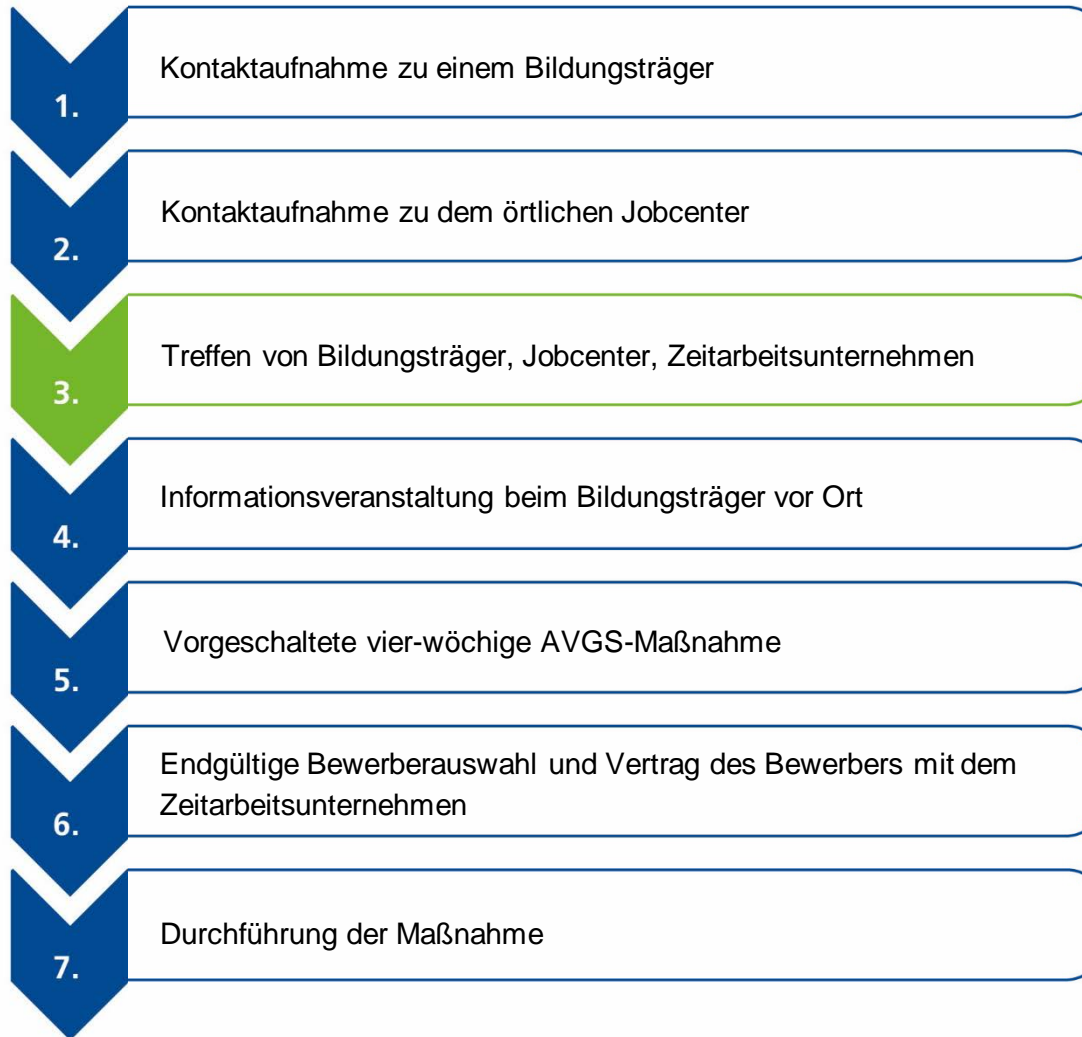 1.
Kontaktaufnahme zu einem Bildungsträger
2.
Kontaktaufnahme zu dem örtlichen Jobcenter
3.
Treffen von Bildungsträger, Jobcenter, Zeitarbeitsunternehmen
4.
Informationsveranstaltung beim Bildungsträger vor Ort
5.
Vorgeschaltete vier-wöchige AVGS-Maßnahme
6.
Endgültige Bewerberauswahl und Vertrag des Bewerbers mit dem
Zeitarbeitsunternehmen
7.
Durchführung der Maßnahme